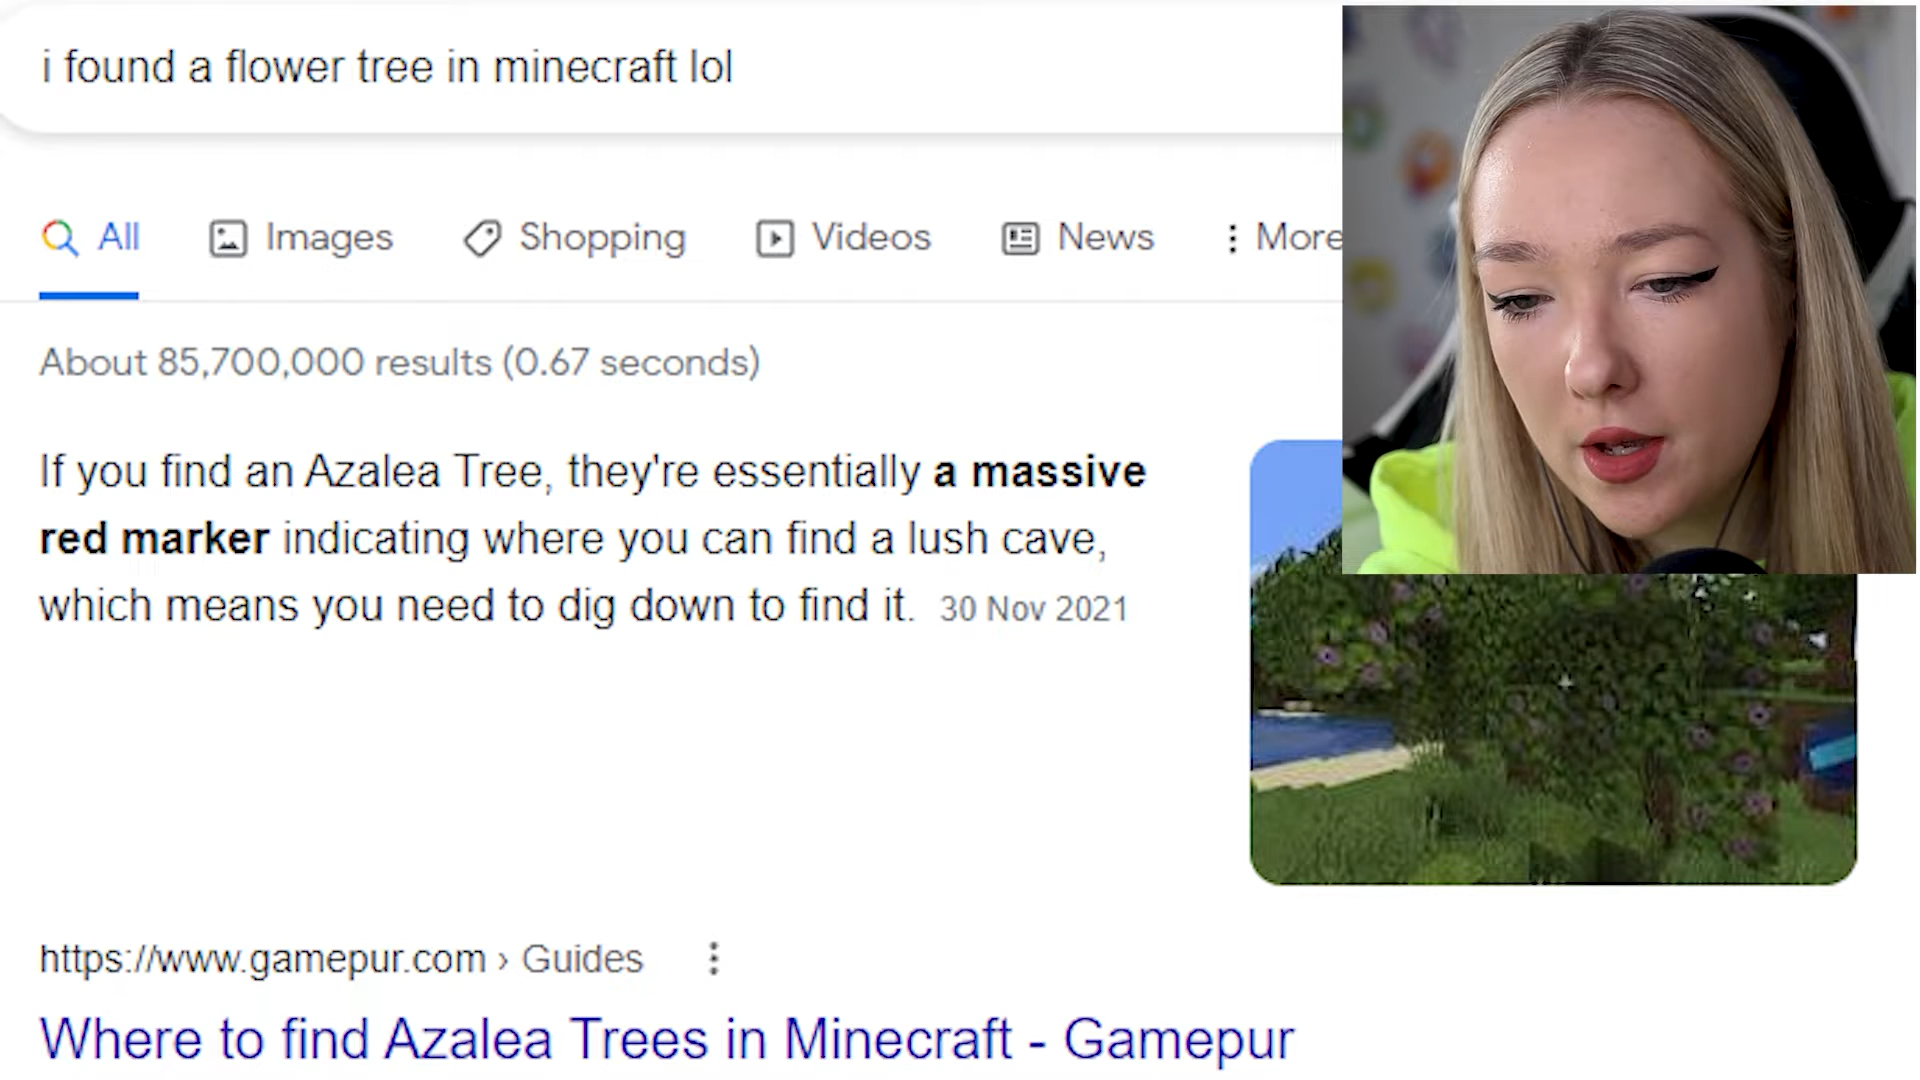 i found a flower tree in minecraft lol
All Images Shopping Videos News More
About 85,700,000 results (0.67 seconds)
If you find an Azalea Tree, they're essentially a massive
red marker indicating where you can find a lush cave,
which means you need to dig down to find it. 30 Nov 2021
https://www.gamepur.com › Guides
Where to find Azalea Trees in Minecraft - Gamepur